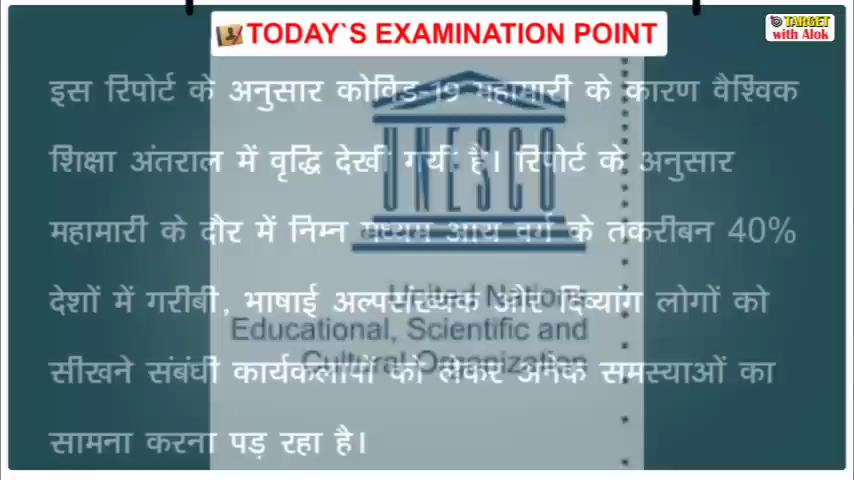 TODAY`S EXAMINATION POINT
TARGET
with Alok
इस रिपोर्ट के अनुसार कोविड-19 महामारी के कारण वैश्विक
शिक्षा अंतराल में वृद्धि देखी गयी है। रिपोर्ट के अनुसार
महामारी के दौर में निम्न मध्यम आय वर्ग के तकरीबन 40%
देशों में गरीबी, भाषाई अल्पसंख्यक और दिव्यांग लोगों को
सीखने संबंधी कार्यकलापों को लेकर अनेक समस्याओं का
सामना करना पड़ रहा है।
UNESCO
United Nations
Educational, Scientific and
Cultural Organization